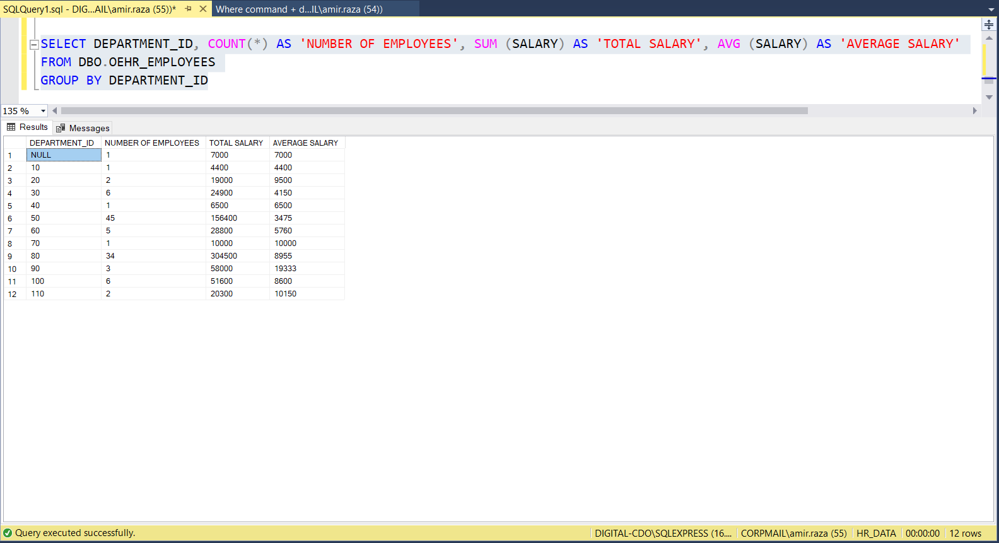 SQLQuery1.sql - DIG...AIL\amir.raza (55))* Where command + d...IL\amir.raza (54))
SELECT DEPARTMENT_ID, COUNT(*) AS 'NUMBER OF EMPLOYEES', SUM (SALARY) AS 'TOTAL SALARY', AVG (SALARY) AS 'AVERAGE SALARY'
FROM DBO.OEHR_EMPLOYEES
GROUP BY DEPARTMENT_ID
135 %
Results Messages
DEPARTMENT_ID NUMBER OF EMPLOYEES TOTAL SALARY AVERAGE SALARY
1 NULL 1 7000 7000
2 10 1 4400 4400
3 20 2 19000 9500
4 30 6 24900 4150
5 40 1 6500 6500
6 50 45 156400 3475
7 60 5 28800 5760
8 70 1 10000 10000
9 80 34 304500 8955
10 90 3 58000 19333
11 100 6 51600 8600
12 110 2 20300 10150
Query executed successfully. DIGITAL-CDO\SQLEXPRESS (16.... CORPMAIL\amir.raza (55) HR_DATA 00:00:00 12 rows